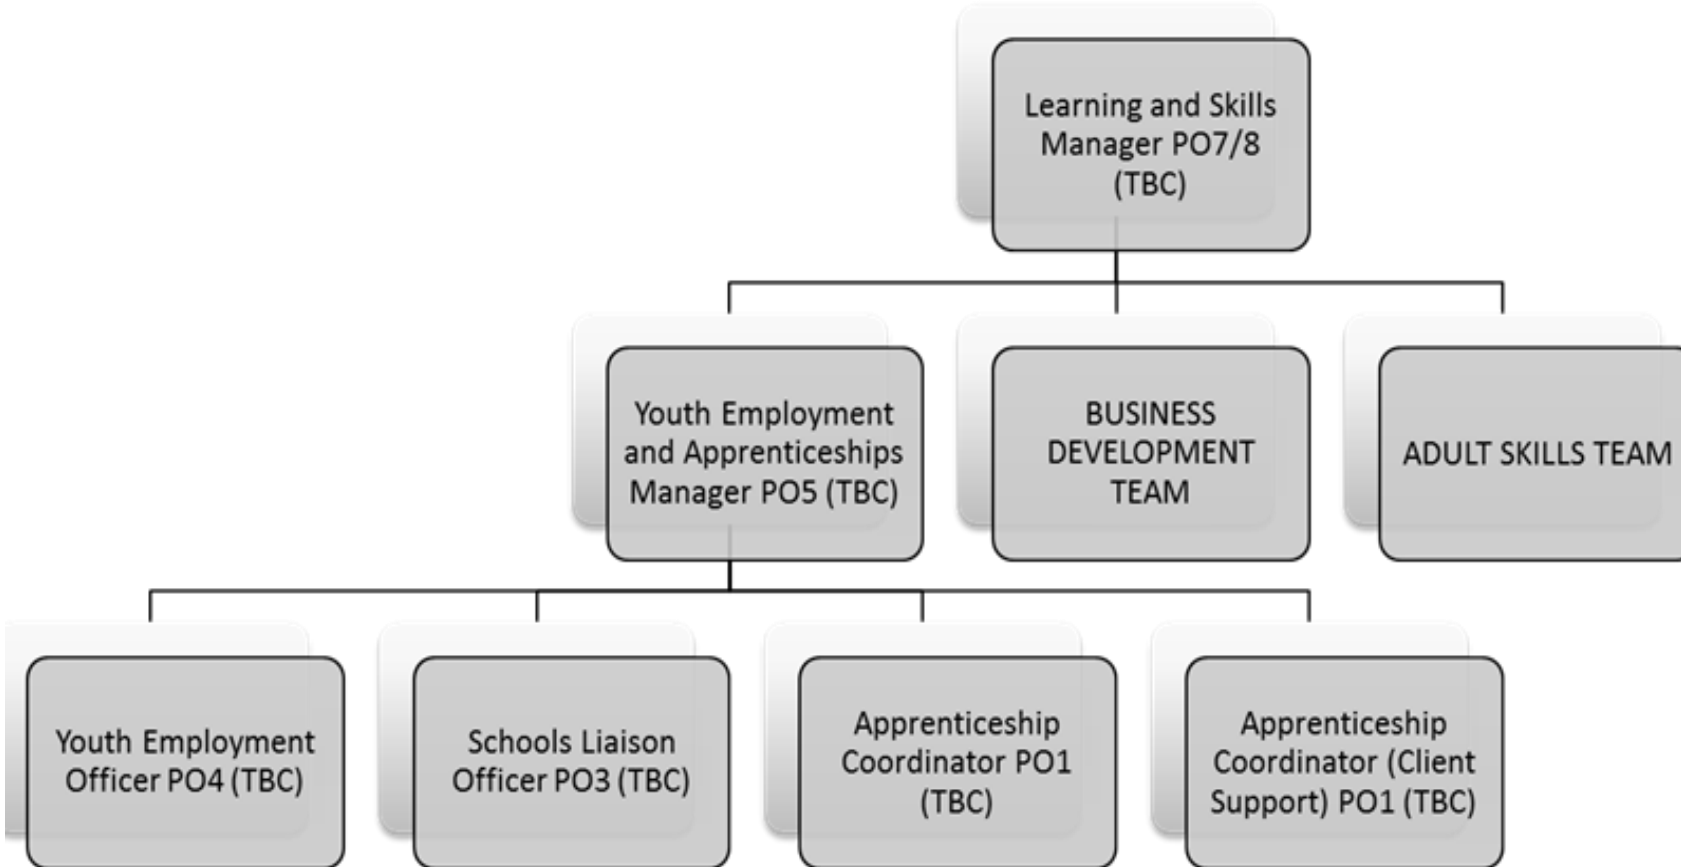 Learning and Skills
Manager PO7/8
(TBC)
Youth Employment
and Apprenticeships
Manager PO5 (TBC)
BUSINESS
DEVELOPMENT
TEAM
ADULT SKILLS TEAM
Youth Employment
Officer PO4 (TBC)
Schools Liaison
Officer PO3 (TBC)
Apprenticeship
Coordinator PO1
(TBC)
Apprenticeship
Coordinator (Client
Support) PO1 (TBC)